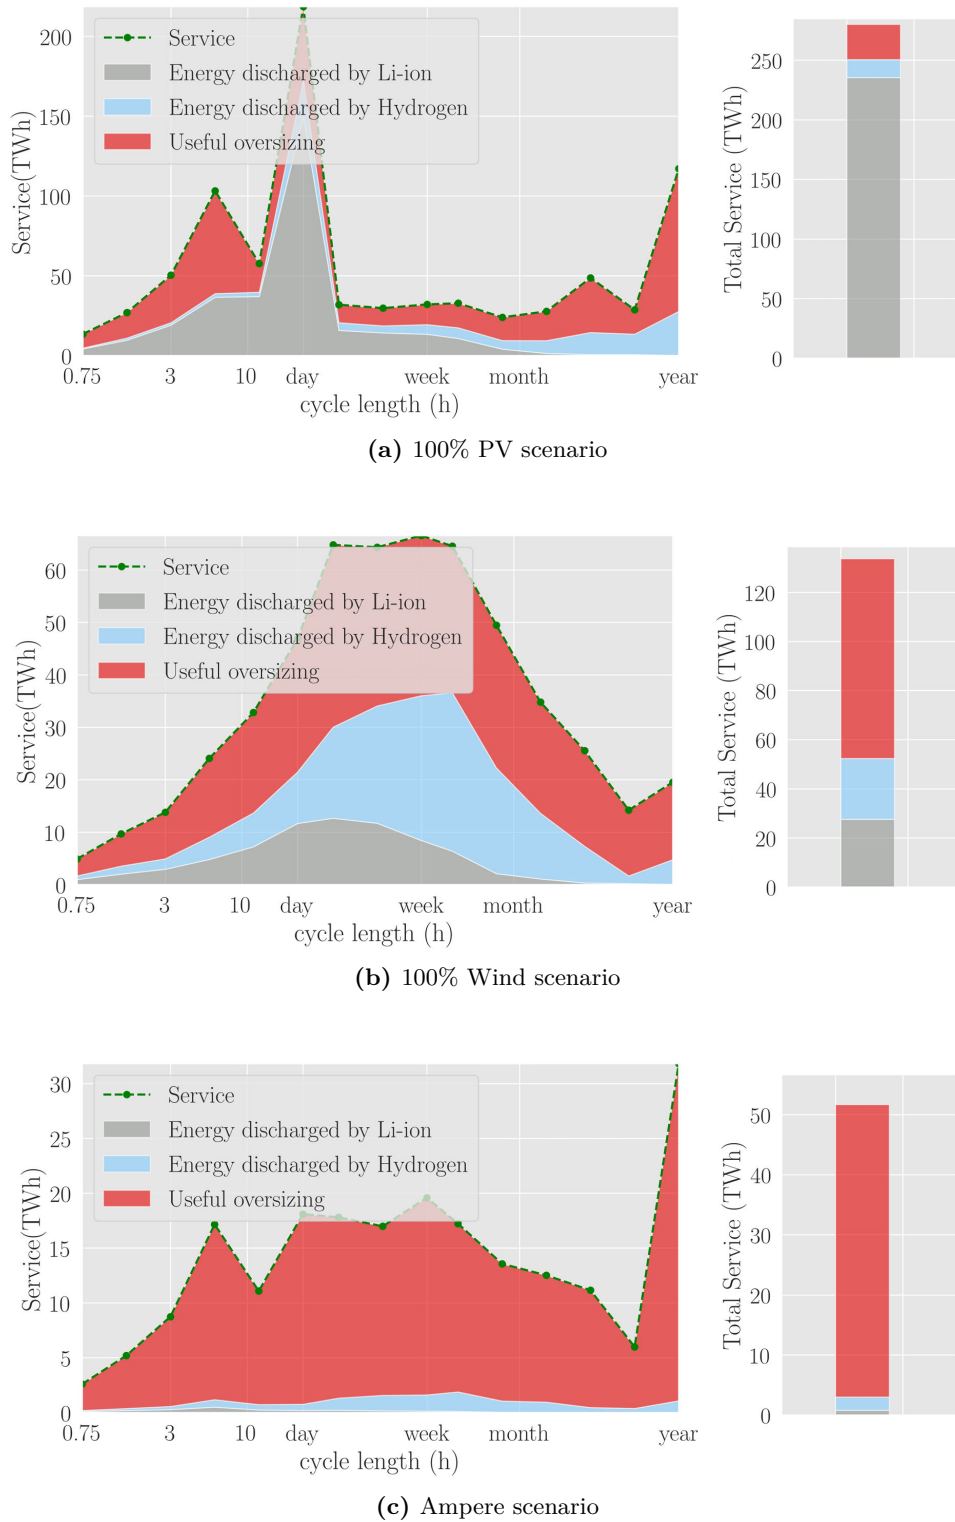 Service
Energy discharged by Li-ion
Energy discharged by Hydrogen
Useful oversizing
Service(TWh)
200
150
100
50
0
0.75 3 10 day week month year
cycle length (h)
Total Service (TWh)
250
200
150
100
50
0
(a) 100% PV scenario
Service
Energy discharged by Li-ion
Energy discharged by Hydrogen
Useful oversizing
Service(TWh)
60
50
40
30
20
10
0
0.75 3 10 day week month year
cycle length (h)
Total Service (TWh)
120
100
80
60
40
20
0
(b) 100% Wind scenario
Service
Energy discharged by Li-ion
Energy discharged by Hydrogen
Useful oversizing
Service(TWh)
30
25
20
15
10
5
0
0.75 3 10 day week month year
cycle length (h)
Total Service (TWh)
50
40
30
20
10
0
(c) Ampere scenario